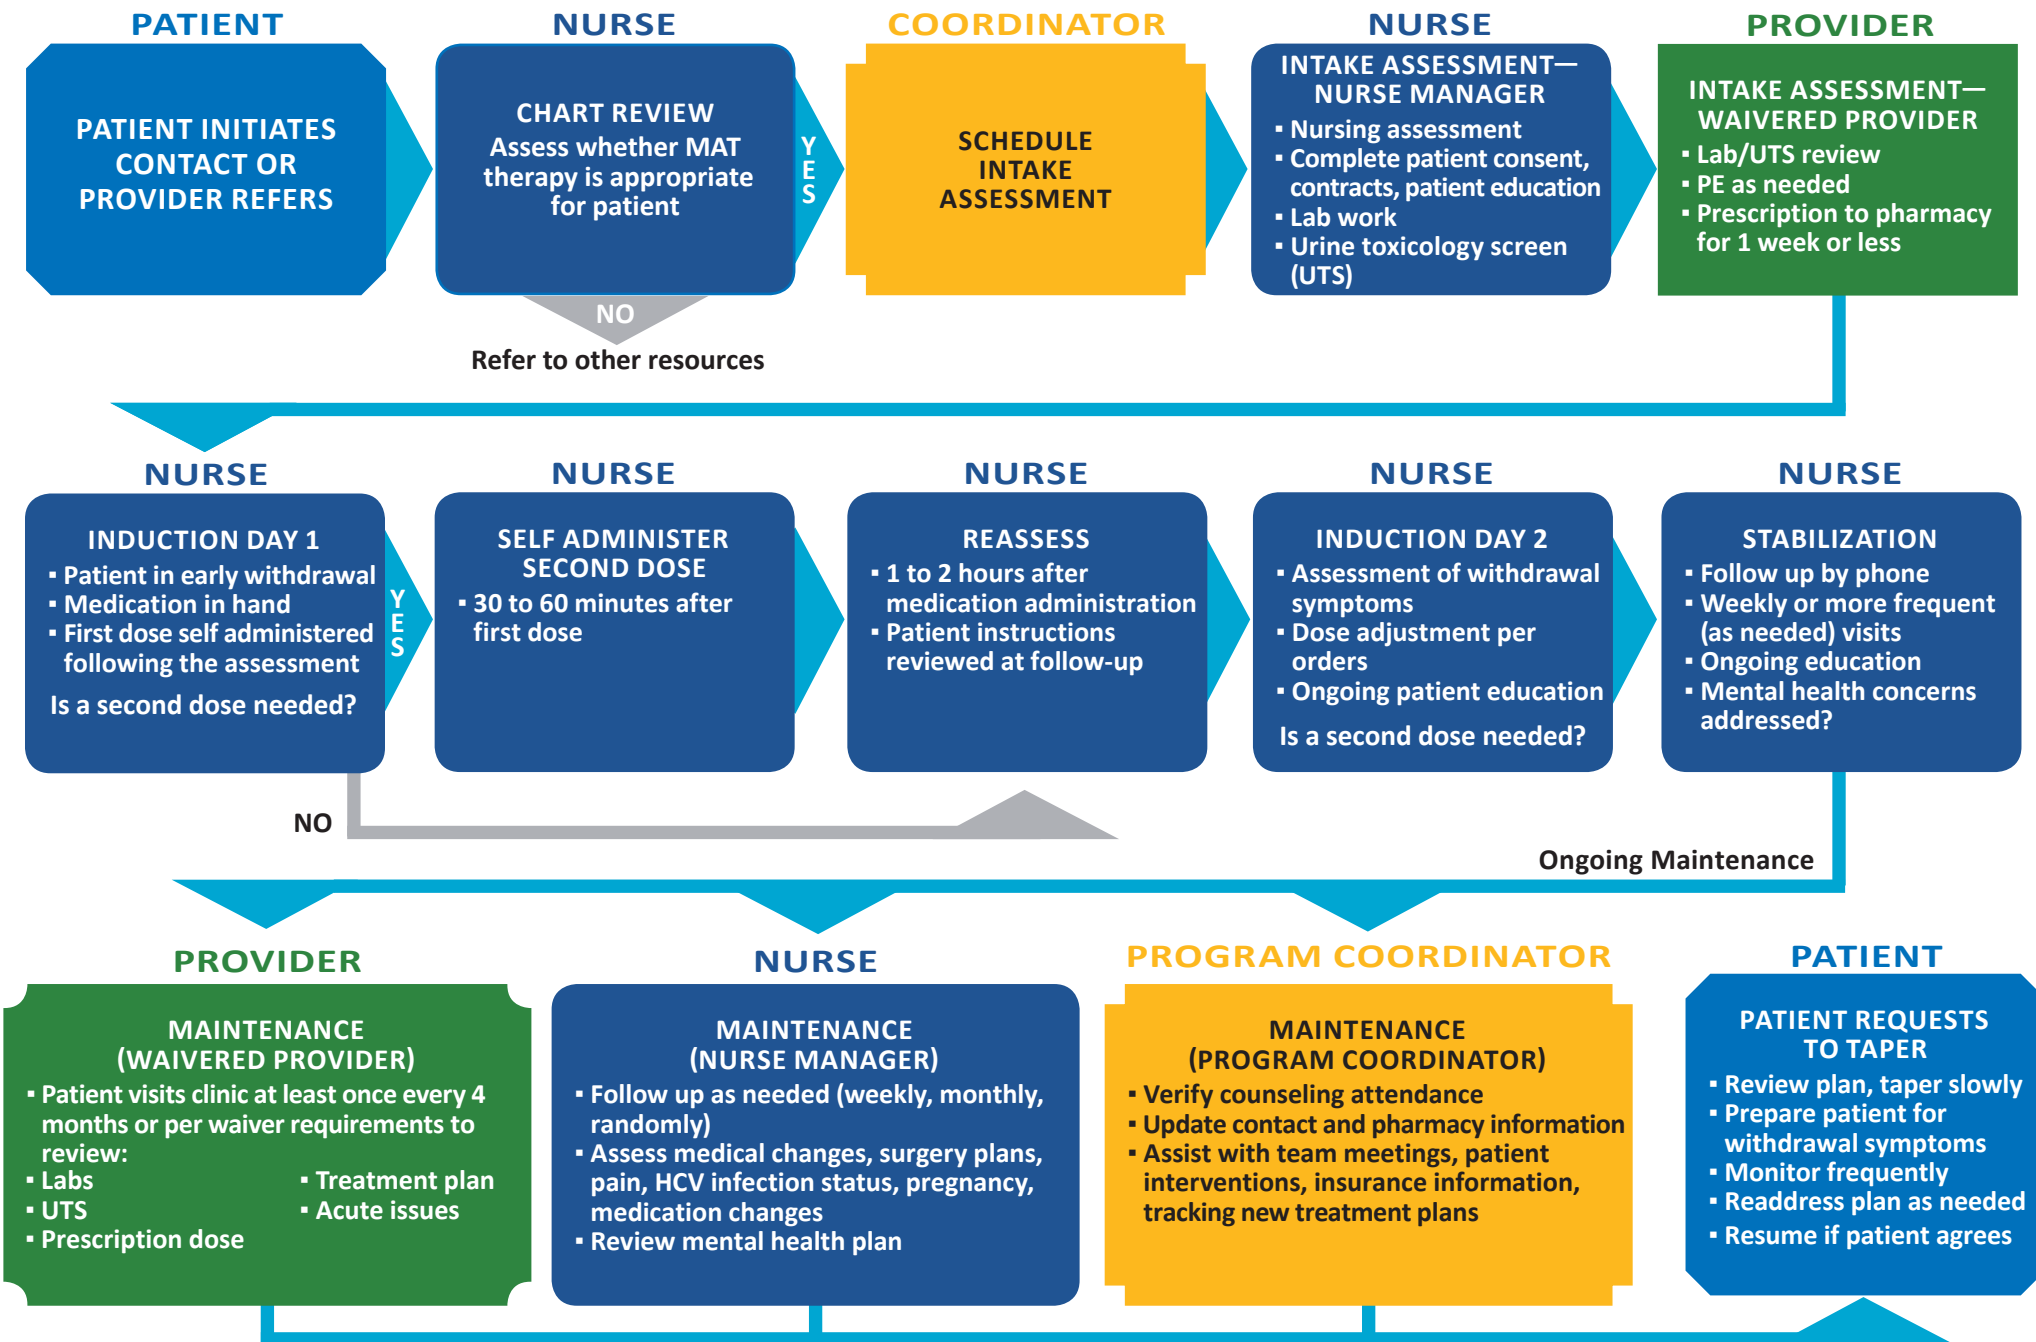 PATIENT
PATIENT INITIATES
CONTACT OR
PROVIDER REFERS
NURSE
CHART REVIEW
Assess whether MAT
therapy is appropriate
for patient
YES
NO
Refer to other resources
COORDINATOR
SCHEDULE
INTAKE
ASSESSMENT
NURSE
INTAKE ASSESSMENT—
NURSE MANAGER
▪ Nursing assessment
▪ Complete patient consent,
contracts, patient education
▪ Lab work
▪ Urine toxicology screen
(UTS)
PROVIDER
INTAKE ASSESSMENT—
WAIVERED PROVIDER
▪ Lab/UTS review
▪ PE as needed
▪ Prescription to pharmacy
for 1 week or less
NURSE
INDUCTION DAY 1
▪ Patient in early withdrawal
▪ Medication in hand
▪ First dose self administered
following the assessment
Is a second dose needed?
YES
NO
NURSE
SELF ADMINISTER
SECOND DOSE
▪ 30 to 60 minutes after
first dose
NURSE
REASSESS
▪ 1 to 2 hours after
medication administration
▪ Patient instructions
reviewed at follow-up
NURSE
INDUCTION DAY 2
▪ Assessment of withdrawal
symptoms
▪ Dose adjustment per
orders
▪ Ongoing patient education
Is a second dose needed?
NURSE
STABILIZATION
▪ Follow up by phone
▪ Weekly or more frequent
(as needed) visits
▪ Ongoing education
▪ Mental health concerns
addressed?
Ongoing Maintenance
PROVIDER
MAINTENANCE
(WAIVERED PROVIDER)
▪ Patient visits clinic at least once every 4
months or per waiver requirements to
review:
▪ Labs
▪ UTS
▪ Prescription dose
▪ Treatment plan
▪ Acute issues
NURSE
MAINTENANCE
(NURSE MANAGER)
▪ Follow up as needed (weekly, monthly,
randomly)
▪ Assess medical changes, surgery plans,
pain, HCV infection status, pregnancy,
medication changes
▪ Review mental health plan
PROGRAM COORDINATOR
MAINTENANCE
(PROGRAM COORDINATOR)
▪ Verify counseling attendance
▪ Update contact and pharmacy information
▪ Assist with team meetings, patient
interventions, insurance information,
tracking new treatment plans
PATIENT
PATIENT REQUESTS
TO TAPER
▪ Review plan, taper slowly
▪ Prepare patient for
withdrawal symptoms
▪ Monitor frequently
▪ Readdress plan as needed
▪ Resume if patient agrees